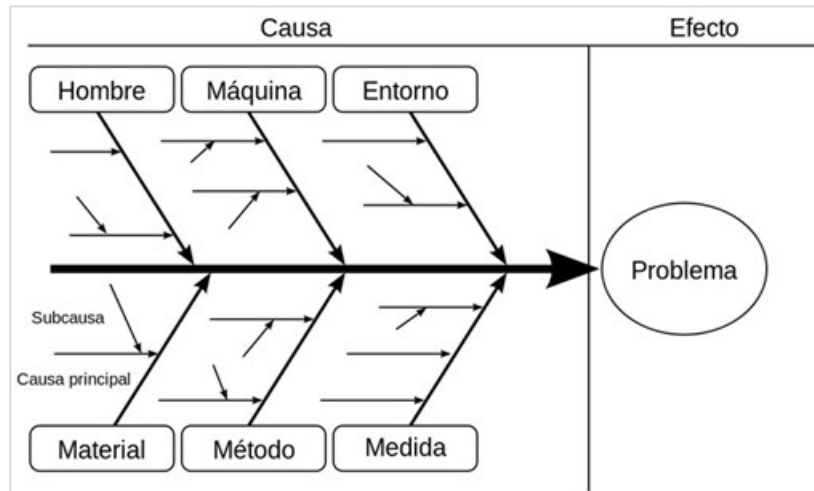 Causa
Efecto
Hombre
Máquina
Entorno
Problema
Subcausa
Causa principal
Material
Método
Medida